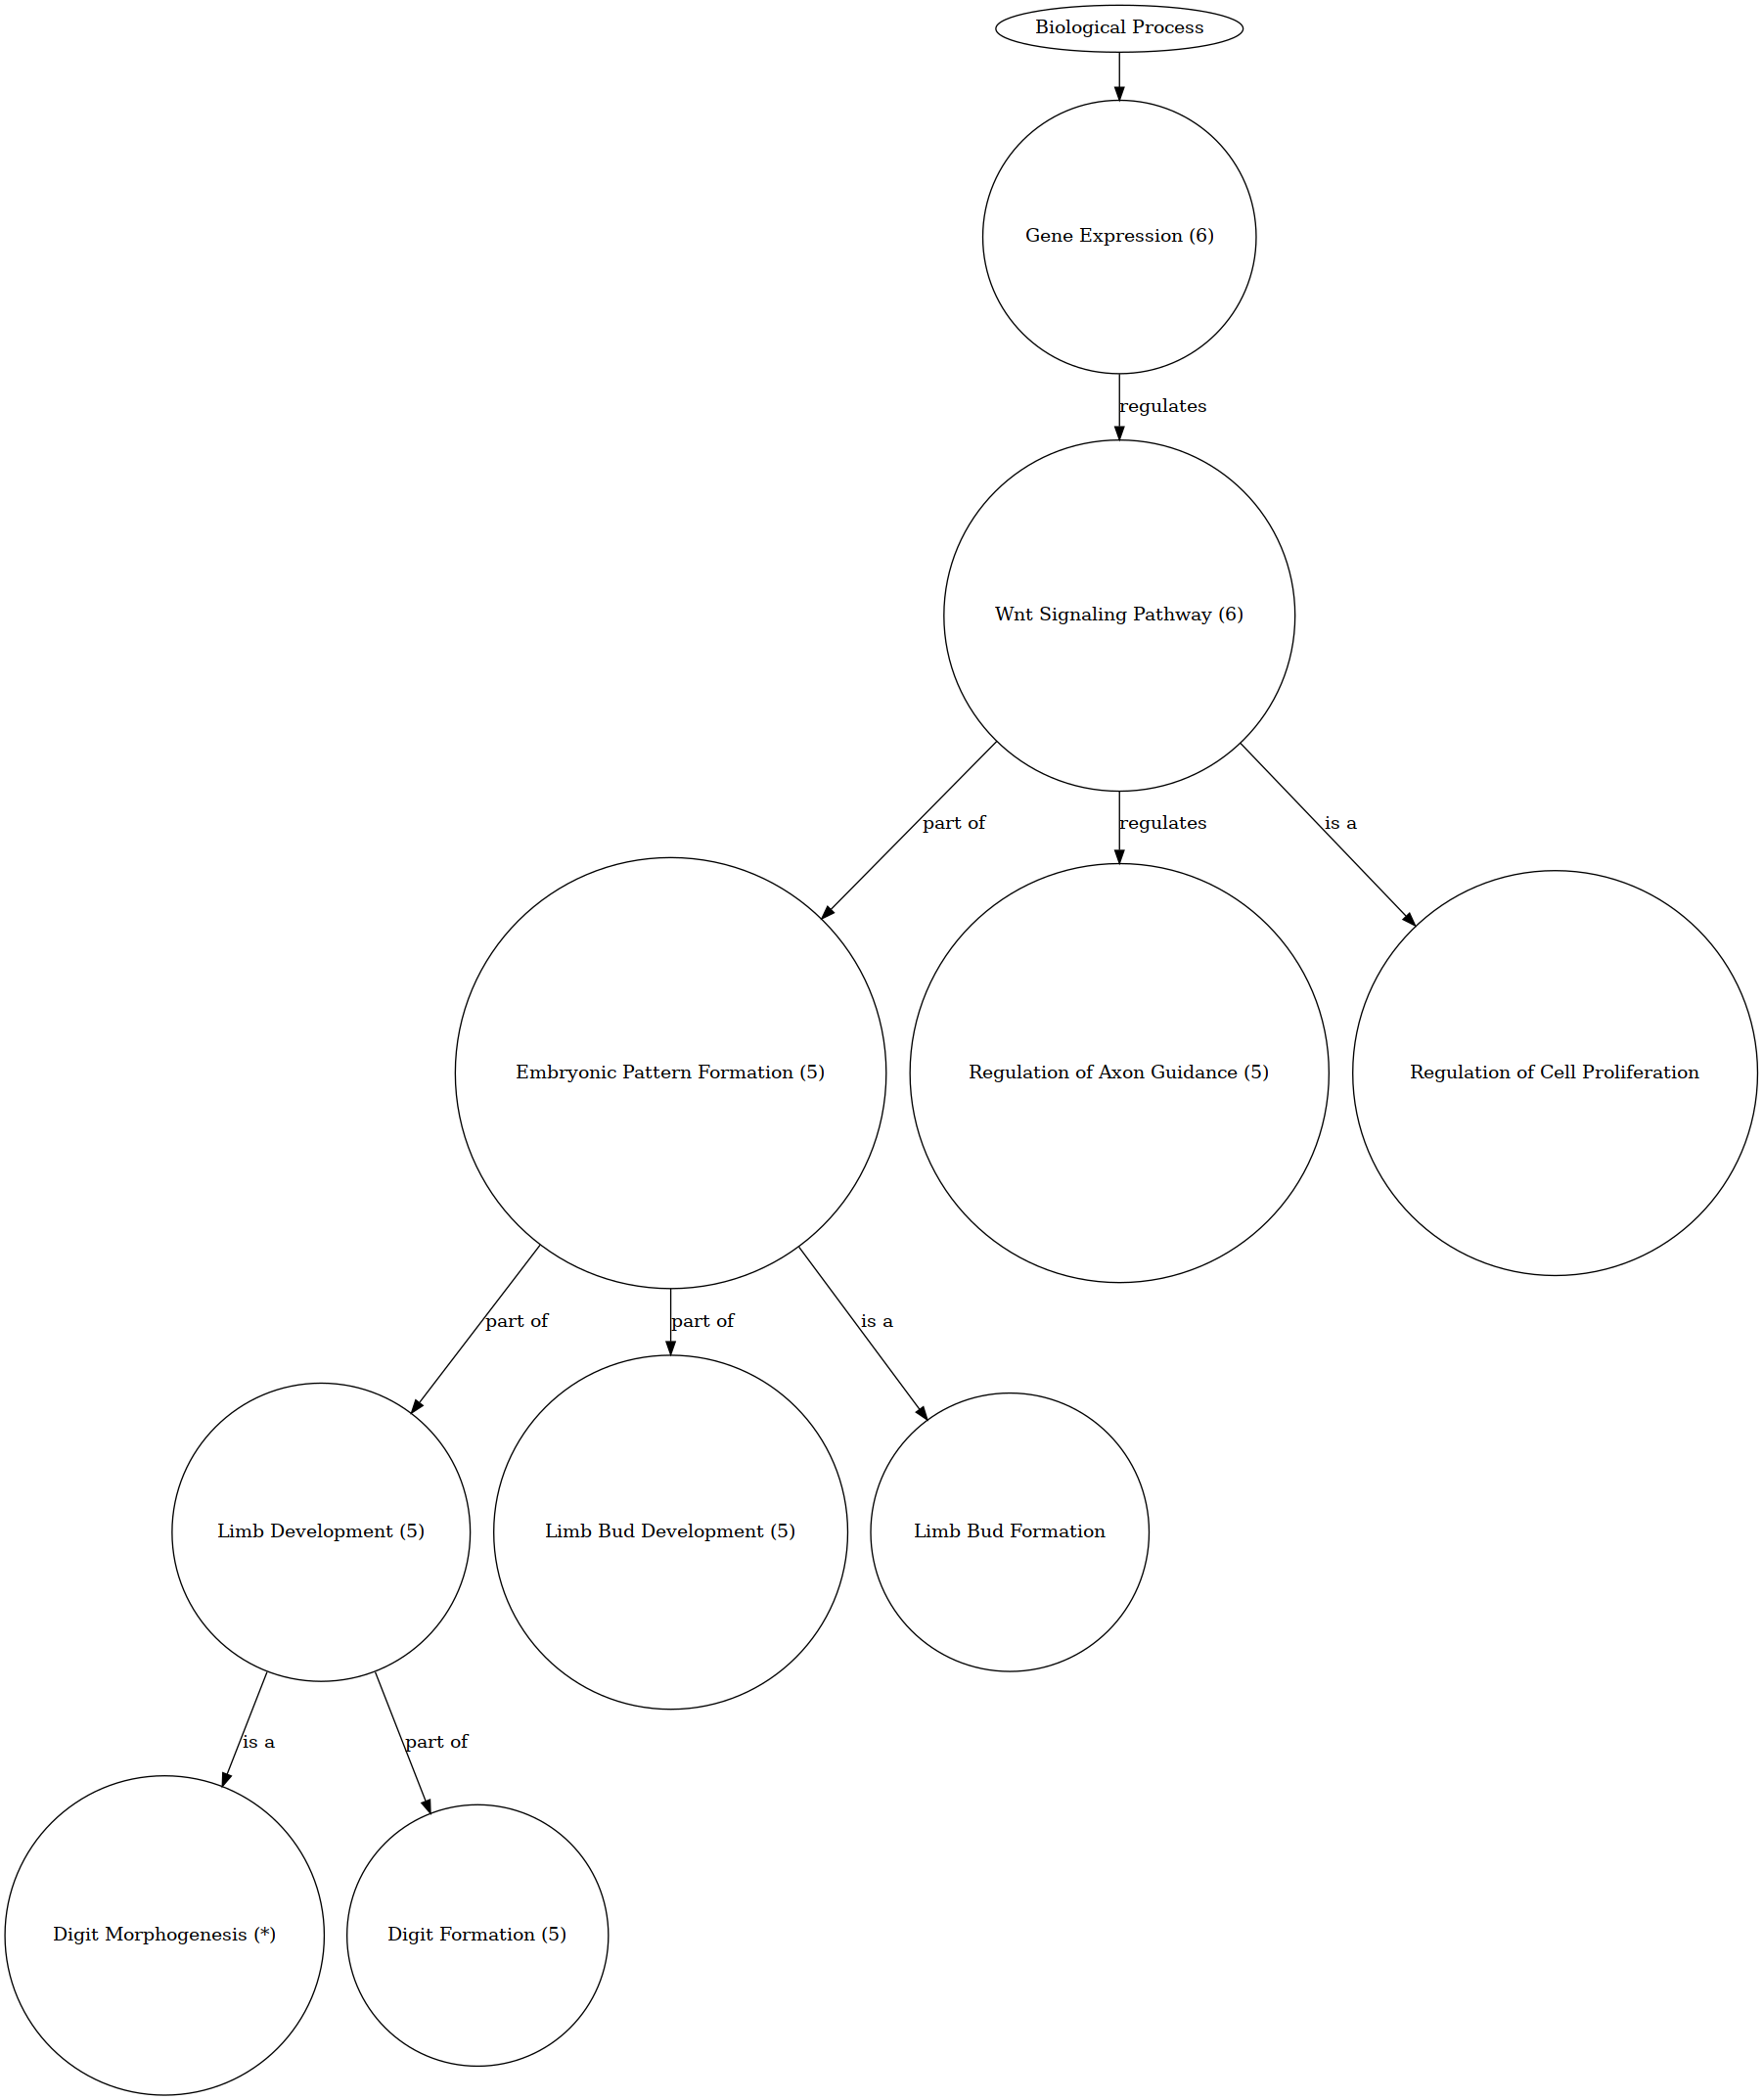 Biological Process
Gene Expression (6)
regulates
Wnt Signaling Pathway (6)
part of
regulates
is a
Embryonic Pattern Formation (5)
Regulation of Axon Guidance (5)
Regulation of Cell Proliferation
part of
part of
is a
Limb Development (5)
Limb Bud Development (5)
Limb Bud Formation
is a
part of
Digit Morphogenesis (*)
Digit Formation (5)